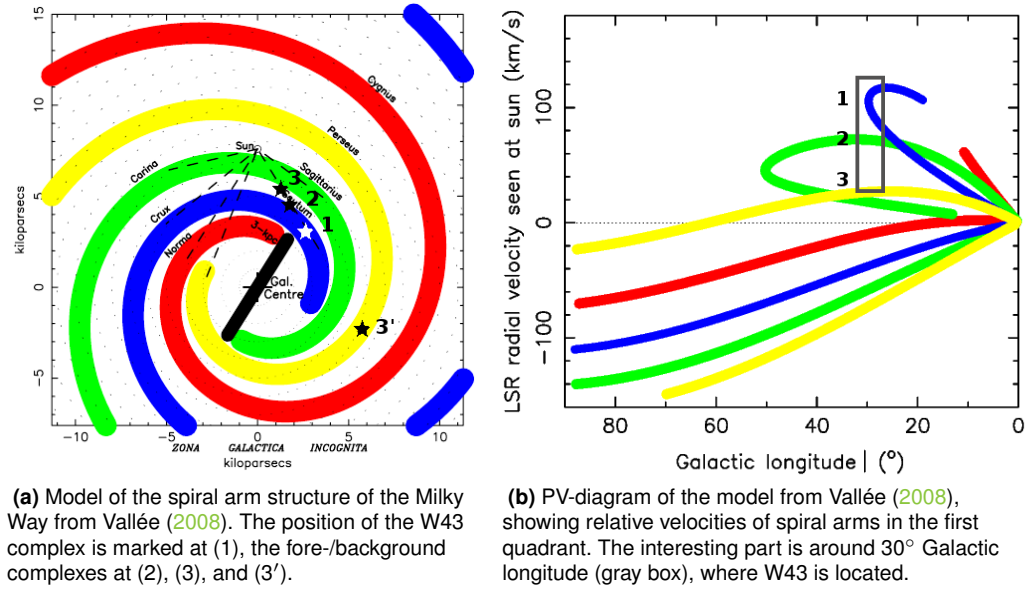 15
10
5
0
−5
−10
−5
0
5
10
kiloparsecs
kiloparsecs
ZONA GALACTICA INCOGNITA
Cygnus
Perseus
Sun
Carina
Sagittarius
3
Scutum
2
Crux
Norma
3−kpc
1
Gal.
Centre
3'
LSR radial velocity seen at sun (km/s)
100
0
−100
1
2
3
80
60
40
20
0
Galactic longitude| (°)
(a) Model of the spiral arm structure of the Milky
Way from Vallée (2008). The position of the W43
complex is marked at (1), the fore-/background
complexes at (2), (3), and (3′).
(b) PV-diagram of the model from Vallée (2008),
showing relative velocities of spiral arms in the first
quadrant. The interesting part is around 30° Galactic
longitude (gray box), where W43 is located.